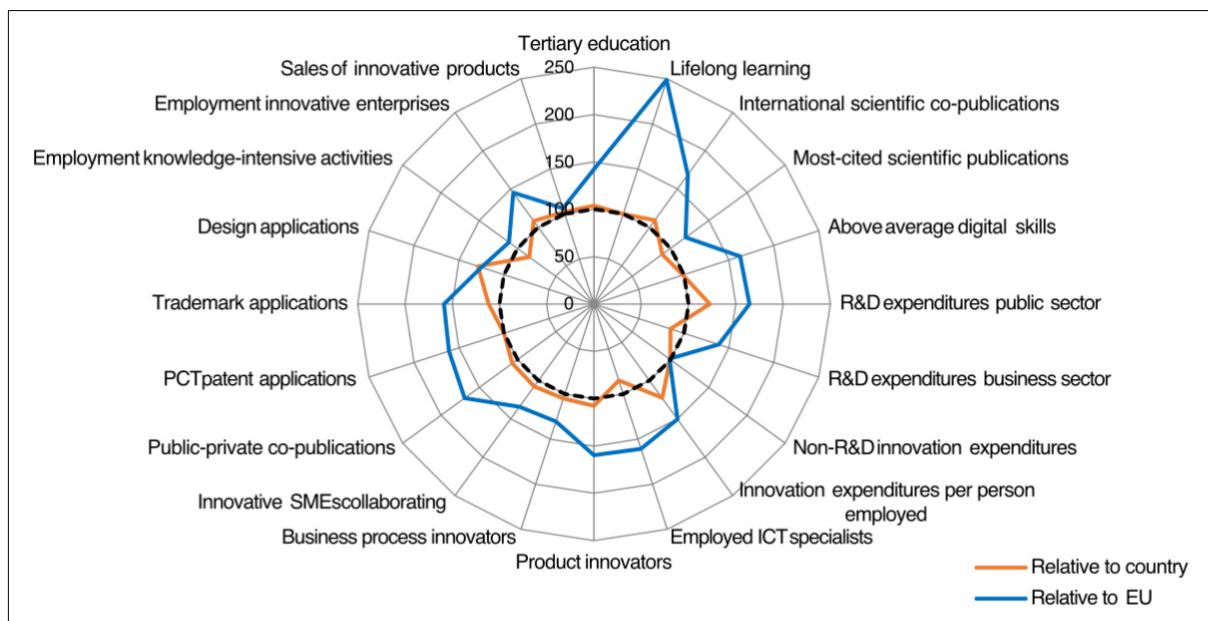 Tertiary education
250
Sales of innovative products
Lifelong learning
Employment innovative enterprises
200
International scientific co-publications
Employment knowledge-intensive activities
150
Most-cited scientific publications
100
Design applications
Above average digital skills
50
Trademark applications
0
R&D expenditures public sector
PCTpatent applications
R&D expenditures business sector
Public-private co-publications
Non-R&D innovation expenditures
Innovative SMEscollaborating
Innovation expenditures per person
employed
Business process innovators
Employed ICT specialists
Product innovators
Relative to country
Relative to EU